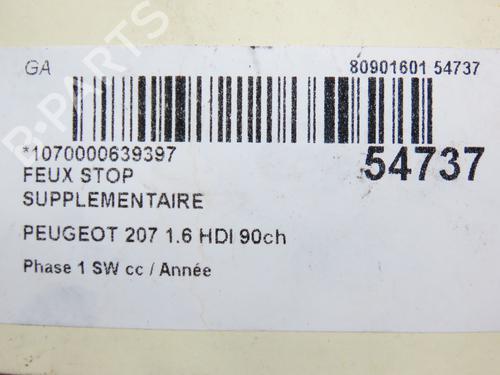 GA
80901601 54737
*1070000639397
54737
FEUX STOP
SUPPLEMENTAIRE
PEUGEOT 207 1.6 HDI 90ch
Phase 1 SW cc / Année
B-PARTS